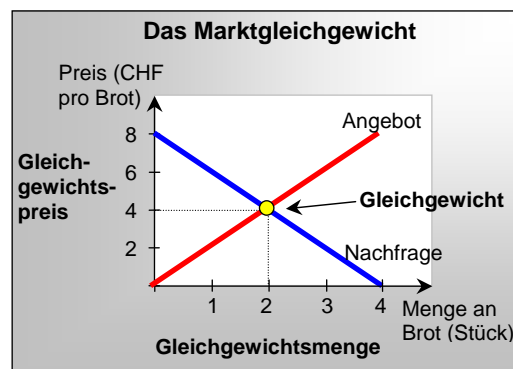 Das Marktgleichgewicht
Preis (CHF
pro Brot)
Angebot
8
Gleich-
gewichts-
preis
6
Gleichgewicht
4
2
Nachfrage
1 2 3 4
Menge an
Brot (Stück)
Gleichgewichtsmenge